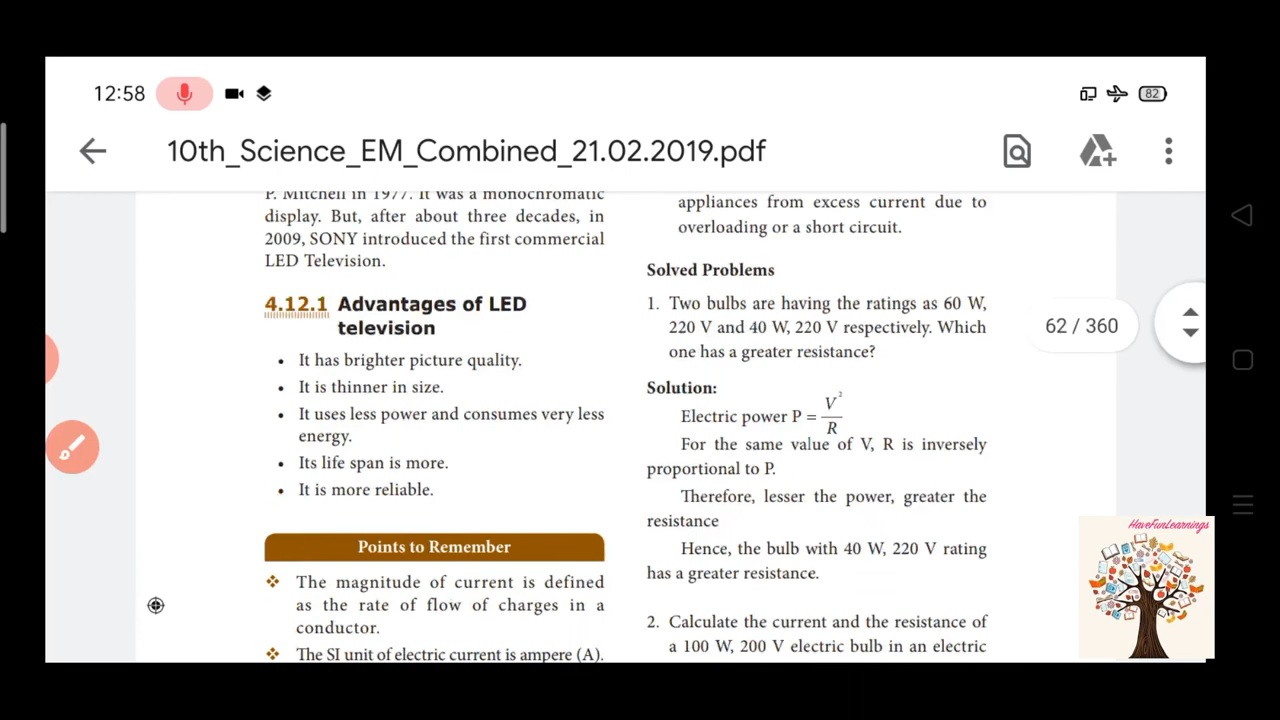 12:58
82
10th_Science_EM_Combined_21.02.2019.pdf
P. Mitchell in 1977. It was a monochromatic
display. But, after about three decades, in
2009, SONY introduced the first commercial
LED Television.
4.12.1 Advantages of LED
television
• It has brighter picture quality.
• It is thinner in size.
• It uses less power and consumes very less
energy.
• Its life span is more.
• It is more reliable.
Points to Remember
❖ The magnitude of current is defined
as the rate of flow of charges in a
conductor.
❖ The SI unit of electric current is ampere (A).
appliances from excess current due to
overloading or a short circuit.
Solved Problems
1. Two bulbs are having the ratings as 60 W,
220 V and 40 W, 220 V respectively. Which
one has a greater resistance?
Solution:
Electric power P = V²/R
For the same value of V, R is inversely
proportional to P.
Therefore, lesser the power, greater the
resistance
Hence, the bulb with 40 W, 220 V rating
has a greater resistance.
2. Calculate the current and the resistance of
a 100 W, 200 V electric bulb in an electric
62 / 360
HaveFunLearnings